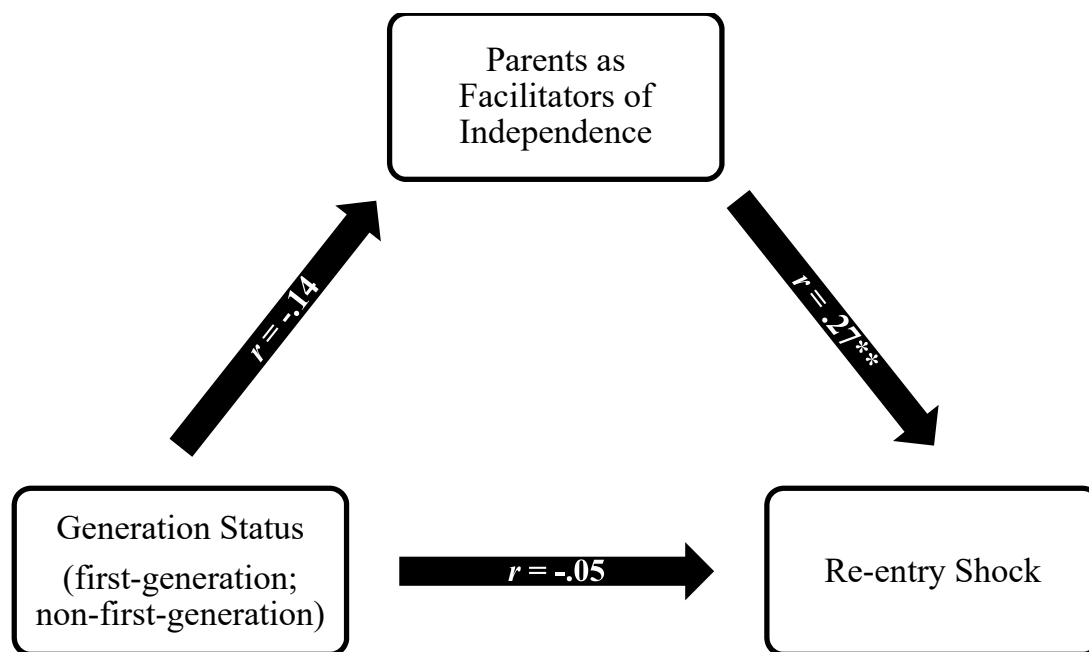 Parents as
Facilitators of
Independence
r = -.14
r = .27**
Generation Status
(first-generation;
non-first-generation)
r = -.05
Re-entry Shock